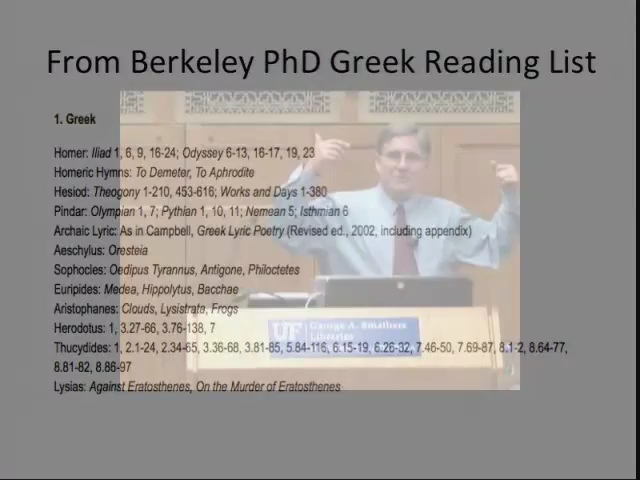 From Berkeley PhD Greek Reading List
1. Greek
Homer: Iliad 1, 6, 9, 16-24; Odyssey 6-13, 16-17, 19, 23
Homeric Hymns: To Demeter, To Aphrodite
Hesiod: Theogony 1-210, 453-616; Works and Days 1-380
Pindar: Olympian 1, 7; Pythian 1, 10, 11; Nemean 5; Isthmian 6
Archaic Lyric: As in Campbell, Greek Lyric Poetry (Revised ed., 2002, including appendix)
Aeschylus: Oresteia
Sophocles: Oedipus Tyrannus, Antigone, Philoctetes
Euripides: Medea, Hippolytus, Bacchae
Aristophanes: Clouds, Lysistrata, Frogs
Herodotus: 1, 3.27-66, 3.76-138, 7
UF George A. Smathers
Libraries
Thucydides: 1, 2.1-24, 2.34-65, 3.36-68, 3.81-85, 5.84-116, 6.15-19, 6.26-32, 7.46-50, 7.69-87, 8.1-2, 8.64-77,
8.81-82, 8.86-97
Lysias: Against Eratosthenes, On the Murder of Eratosthenes